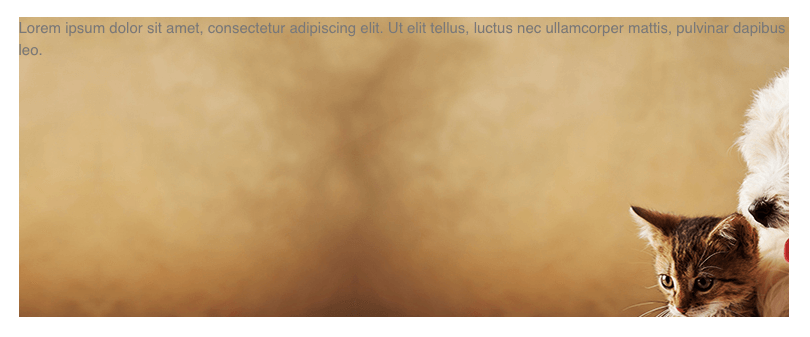 Lorem ipsum dolor sit amet, consectetur adipiscing elit. Ut elit tellus, luctus nec ullamcorper mattis, pulvinar dapibus
leo.